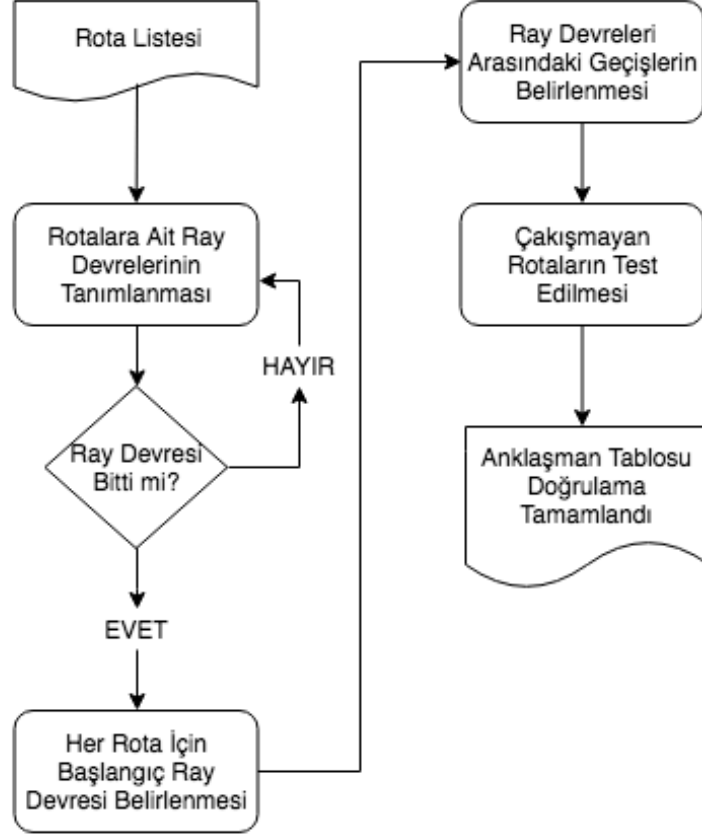 Rota Listesi
Rotalara Ait Ray
Devrelerinin
Tanımlanması
HAYIR
Ray Devresi
Bitti mi?
EVET
Her Rota İçin
Başlangıç Ray
Devresi Belirlenmesi
Ray Devreleri
Arasındaki Geçişlerin
Belirlenmesi
Çakışmayan
Rotaların Test
Edilmesi
Anklaşman Tablosu
Doğrulama
Tamamlandı